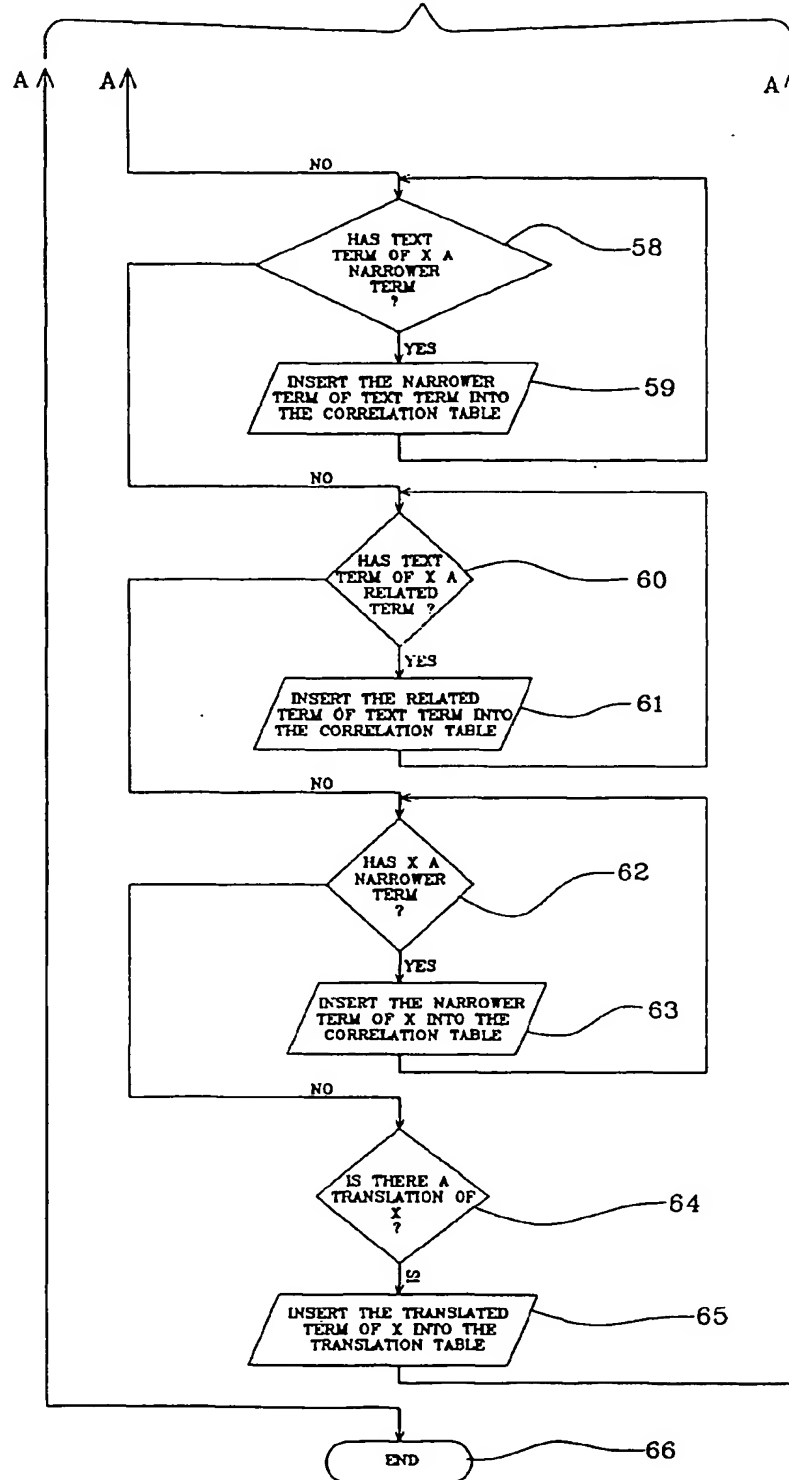 A
A
A
NO
HAS TEXT
TERM OF X A
NARROWER
TERM
?
58
YES
INSERT THE NARROWER
TERM OF TEXT TERM INTO
THE CORRELATION TABLE
59
NO
HAS TEXT
TERM OF X A
RELATED
TERM ?
60
YES
INSERT THE RELATED
TERM OF TEXT TERM INTO
THE CORRELATION TABLE
61
NO
HAS X A
NARROWER
TERM
?
62
YES
INSERT THE NARROWER
TERM OF X INTO THE
CORRELATION TABLE
63
NO
IS THERE A
TRANSLATION OF
X
?
64
IS
INSERT THE TRANSLATED
TERM OF X INTO THE
TRANSLATION TABLE
65
END
66